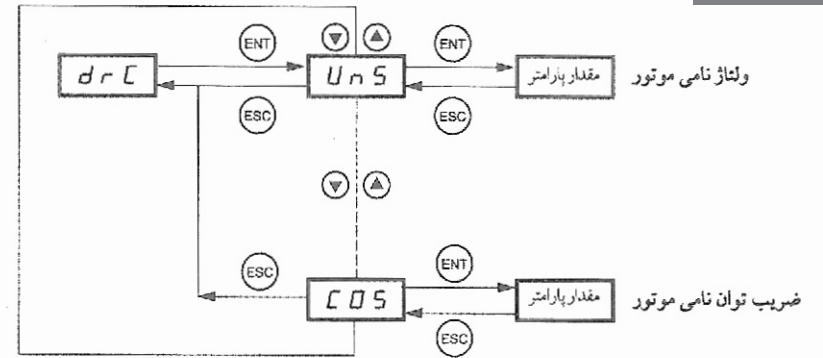 ENT ENT
drC UnS مقدار پارامتر ولتاژ نامی موتور
ESC ESC
ESC ENT
COS مقدار پارامتر ضریب توان نامی موتور
ESC